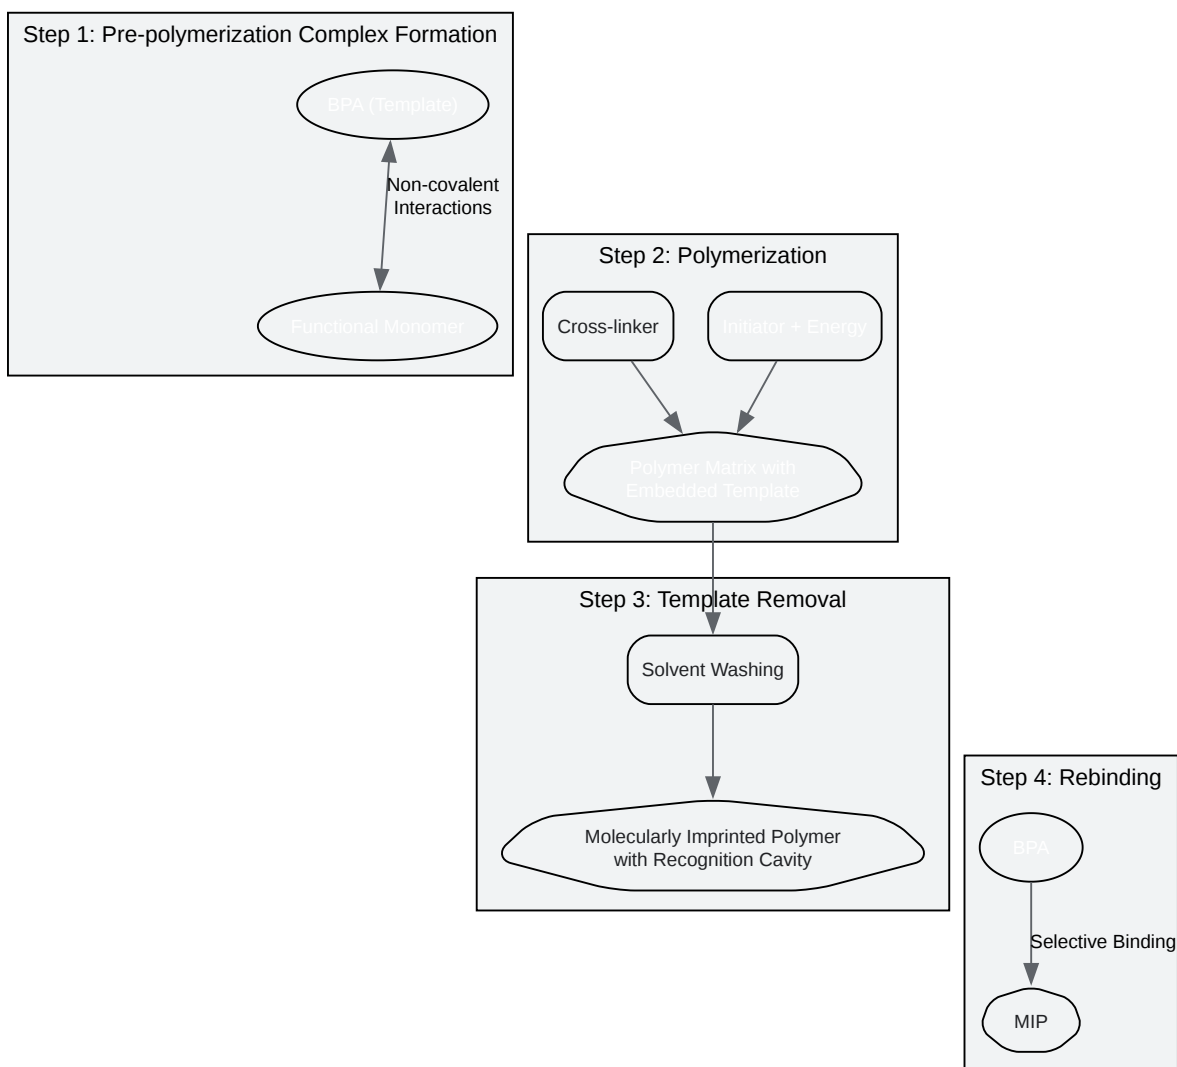 Step 1: Pre-polymerization Complex Formation
BPA (Template)
Non-covalent
Interactions
Functional Monomer
Step 2: Polymerization
Cross-linker
Initiator + Energy
Polymer Matrix with
Embedded Template
Step 3: Template Removal
Solvent Washing
Molecularly Imprinted Polymer
with Recognition Cavity
Step 4: Rebinding
BPA
Selective Binding
MIP